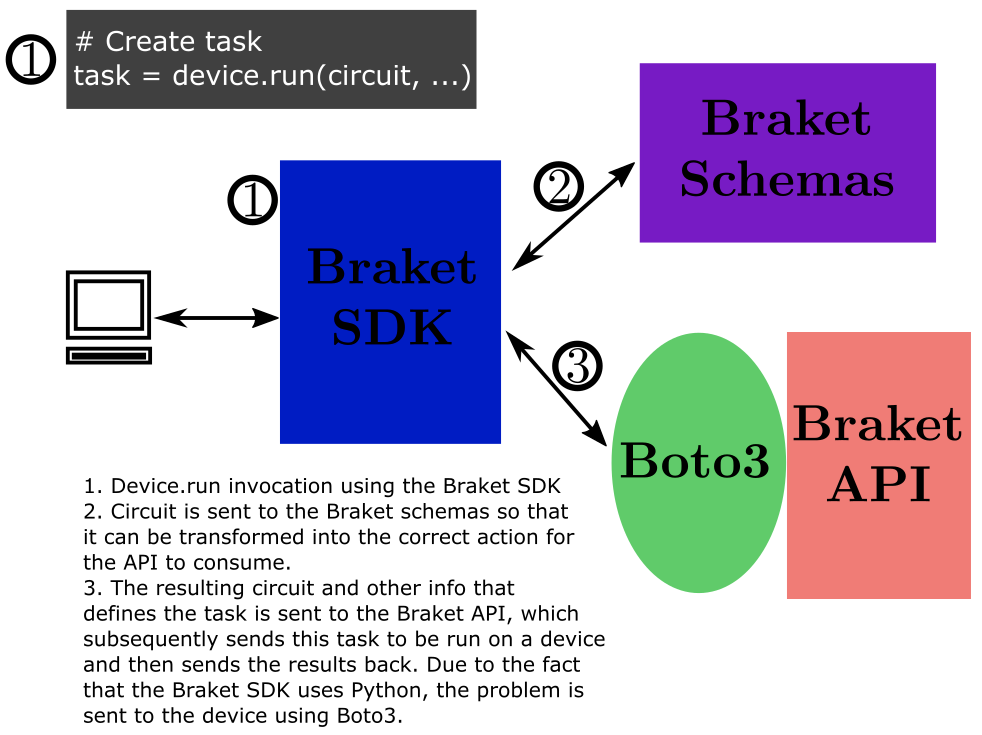 ①
# Create task
task = device.run(circuit, ...)
①
Braket
SDK
②
Braket
Schemas
③
Boto3
Braket
API
1. Device.run invocation using the Braket SDK
2. Circuit is sent to the Braket schemas so that
it can be transformed into the correct action for
the API to consume.
3. The resulting circuit and other info that
defines the task is sent to the Braket API, which
subsequently sends this task to be run on a device
and then sends the results back. Due to the fact
that the Braket SDK uses Python, the problem is
sent to the device using Boto3.